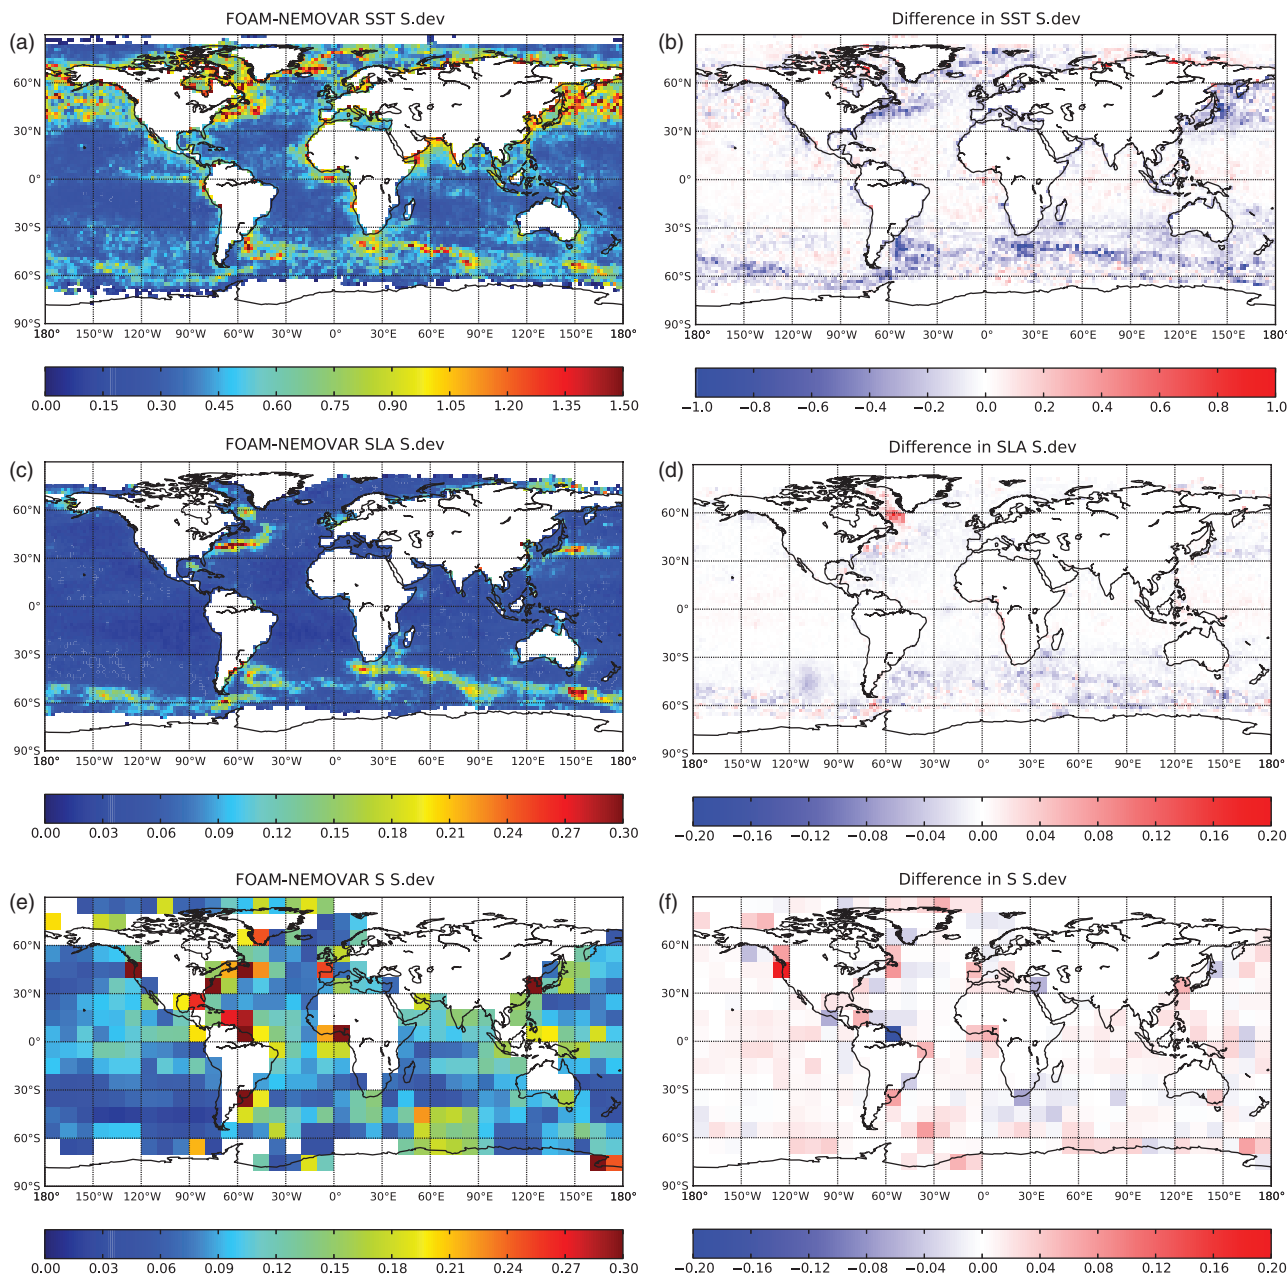 FOAM-NEMOVAR SST S.dev
(a)
60°N
30°N
0°
30°S
60°S
90°S
180° 150°W 120°W 90°W 60°W 30°W 0° 30°E 60°E 90°E 120°E 150°E 180°
0.00 0.15 0.30 0.45 0.60 0.75 0.90 1.05 1.20 1.35 1.50
Difference in SST S.dev
(b)
60°N
30°N
0°
30°S
60°S
90°S
180° 150°W 120°W 90°W 60°W 30°W 0° 30°E 60°E 90°E 120°E 150°E 180°
−1.0 −0.8 −0.6 −0.4 −0.2 0.0 0.2 0.4 0.6 0.8 1.0
FOAM-NEMOVAR SLA S.dev
(c)
60°N
30°N
0°
30°S
60°S
90°S
180° 150°W 120°W 90°W 60°W 30°W 0° 30°E 60°E 90°E 120°E 150°E 180°
0.00 0.03 0.06 0.09 0.12 0.15 0.18 0.21 0.24 0.27 0.30
Difference in SLA S.dev
(d)
60°N
30°N
0°
30°S
60°S
90°S
180° 150°W 120°W 90°W 60°W 30°W 0° 30°E 60°E 90°E 120°E 150°E 180°
−0.20 −0.16 −0.12 −0.08 −0.04 0.00 0.04 0.08 0.12 0.16 0.20
FOAM-NEMOVAR S S.dev
(e)
60°N
30°N
0°
30°S
60°S
90°S
180° 150°W 120°W 90°W 60°W 30°W 0° 30°E 60°E 90°E 120°E 150°E 180°
0.00 0.03 0.06 0.09 0.12 0.15 0.18 0.21 0.24 0.27 0.30
Difference in S S.dev
(f)
60°N
30°N
0°
30°S
60°S
90°S
180° 150°W 120°W 90°W 60°W 30°W 0° 30°E 60°E 90°E 120°E 150°E 180°
−0.20 −0.16 −0.12 −0.08 −0.04 0.00 0.04 0.08 0.12 0.16 0.20